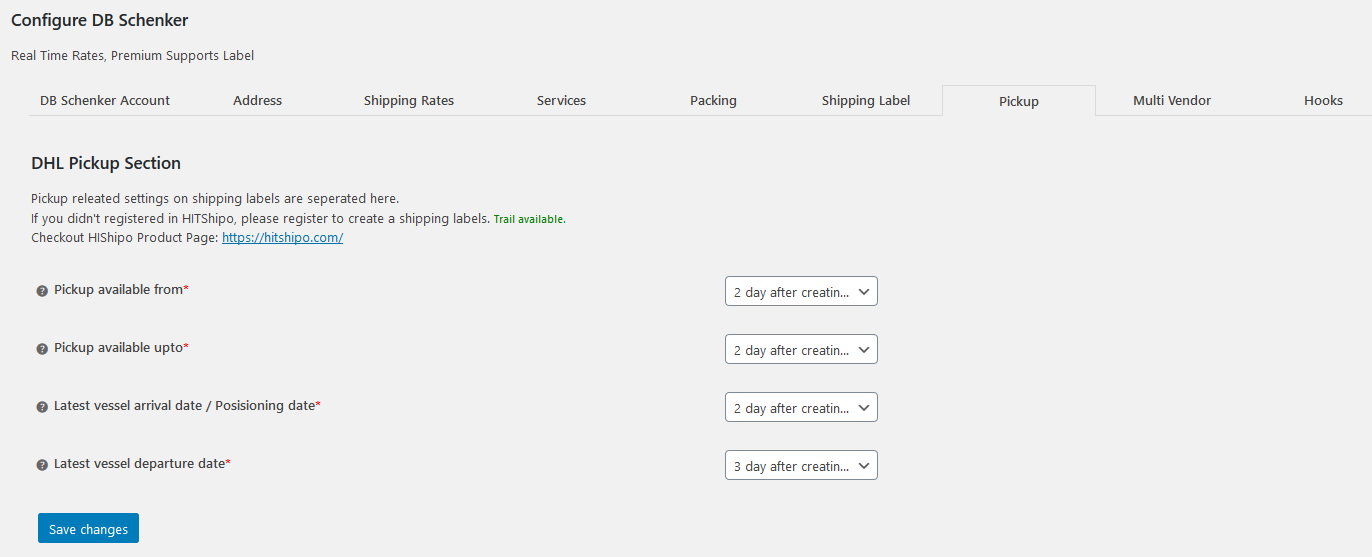 Configure DB Schenker
Real Time Rates, Premium Supports Label
DB Schenker Account Address Shipping Rates Services Packing Shipping Label Pickup Multi Vendor Hooks
DHL Pickup Section
Pickup releated settings on shipping labels are seperated here.
If you didn't registered in HITShipo, please register to create a shipping labels. Trail available.
Checkout HIShipo Product Page: https://hitshipo.com/
? Pickup available from* 2 day after creatin...
? Pickup available upto* 2 day after creatin...
? Latest vessel arrival date / Posisioning date* 2 day after creatin...
? Latest vessel departure date* 3 day after creatin...
Save changes